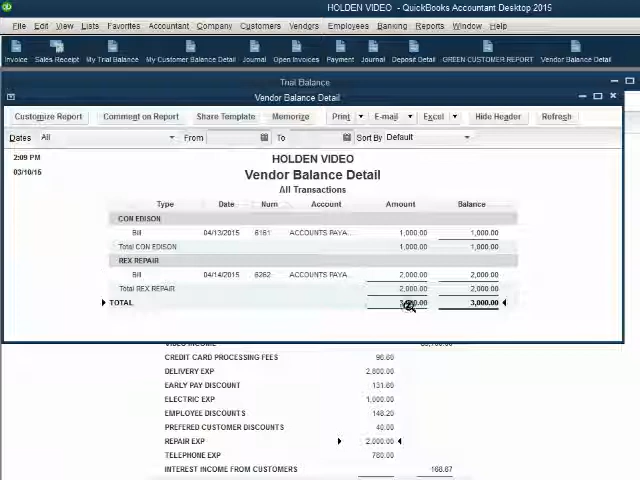 HOLDEN VIDEO - QuickBooks Accountant Desktop 2015
File Edit View Lists Favorites Accountant Company Customers Vendors Employees Banking Reports Window Help
Invoice Sales Receipt My Trial Balance My Customer Balance Detail Journal Open Invoices Payment Journal Deposit Detail GREEN CUSTOMER REPORT Vendor Balance Detail
Trial Balance
Vendor Balance Detail
Customize Report Comment on Report Share Template Memorize Print E-mail Excel Hide Header Refresh
Dates All From To Sort By Default
2:09 PM HOLDEN VIDEO
03/10/15 Vendor Balance Detail
All Transactions
Type Date Num Account Amount Balance
CON EDISON
Bill 04/13/2015 6161 ACCOUNTS PAYA... 1,000.00 1,000.00
Total CON EDISON 1,000.00 1,000.00
REX REPAIR
Bill 04/14/2015 6262 ACCOUNTS PAYA... 2,000.00 2,000.00
Total REX REPAIR 2,000.00 2,000.00
TOTAL 3,000.00 3,000.00
VIDEO INCOME
CREDIT CARD PROCESSING FEES 96.60
DELIVERY EXP 2,800.00
EARLY PAY DISCOUNT 131.60
ELECTRIC EXP 1,000.00
EMPLOYEE DISCOUNTS 148.20
PREFERED CUSTOMER DISCOUNTS 40.00
REPAIR EXP 2,000.00
TELEPHONE EXP 780.00
INTEREST INCOME FROM CUSTOMERS 168.87